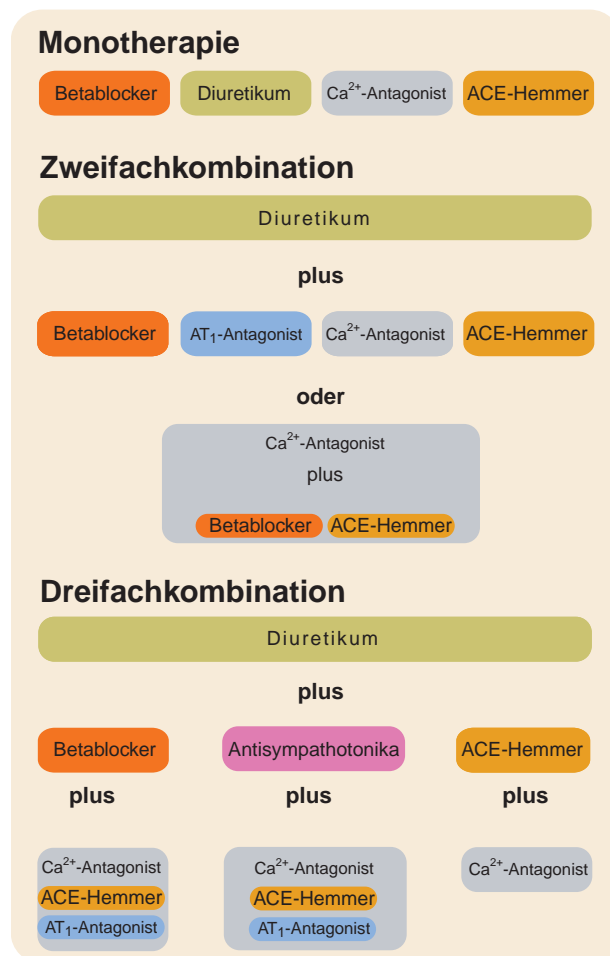 Monotherapie
Betablocker Diuretikum Ca²⁺-Antagonist ACE-Hemmer
Zweifachkombination
Diuretikum
plus
Betablocker AT₁-Antagonist Ca²⁺-Antagonist ACE-Hemmer
oder
Ca²⁺-Antagonist
plus
Betablocker ACE-Hemmer
Dreifachkombination
Diuretikum
plus
Betablocker Antisympathotonika ACE-Hemmer
plus plus plus
Ca²⁺-Antagonist Ca²⁺-Antagonist Ca²⁺-Antagonist
ACE-Hemmer ACE-Hemmer
AT₁-Antagonist AT₁-Antagonist